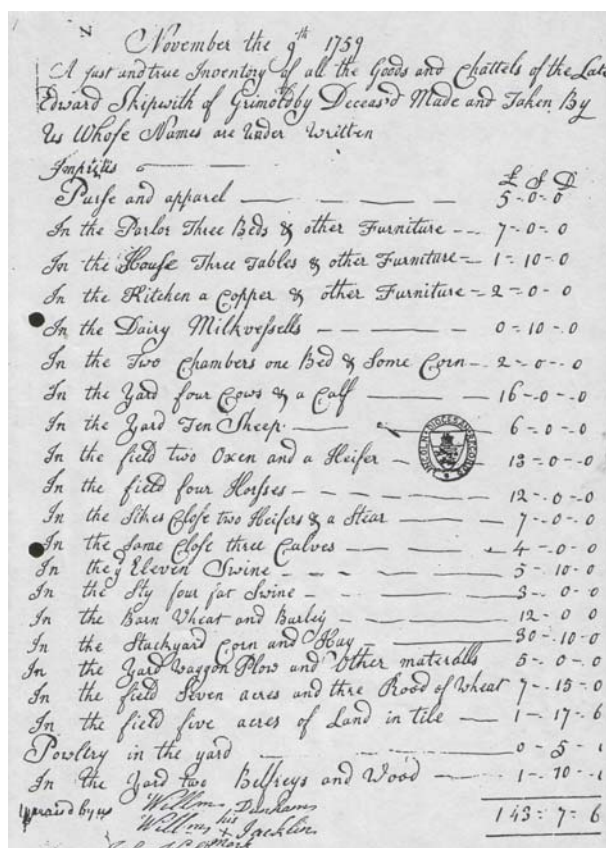 November the 9th 1759
A just and true Inventory of all the Goods and Chattels of the Late
Edward Skipwith of Grimoldby Deceas'd Made and Taken By
Us Whose Names are Under Written
Imprimis
£ S D
Purse and apparel 5-0-0
In the Parlor Three Beds & other Furniture 7-0-0
In the House Three Tables & other Furniture 1-10-0
In the Kitchen a Copper & other Furniture 2-0-0
In the Dairy Milkvessells 0-10-0
In the Two Chambers one Bed & Some Corn 2-0-0
In the Yard four Cows & a Calf 16-0-0
In the Yard Ten Sheep 6-0-0
In the field two Oxen and a Heifer 13-0-0
In the field four Horsses 12-0-0
In the Sikes Close two Heifers & a Stear 7-0-0
In the Same Close three Calves 4-0-0
In the Eleven Swine 5-10-0
In the Sty four fat Swine 3-0-0
In the Barn Wheat and Barley 12-0-0
In the Stackyard Corn and Hay 30-10-0
In the Yard Waggon Plow and Other materalls 5-0-0
In the field Seven acres and thre Rood of Wheat 7-15-0
In the field five acres of Land in tile 1-17-6
Powlery in the yard 0-5-
In the Yard two Belfreys and Wood 1-10-
Willm Dunhams
Willm his Jacklin
X
mark
143=7=6
LINCOLN DIOCESAN RECORDS